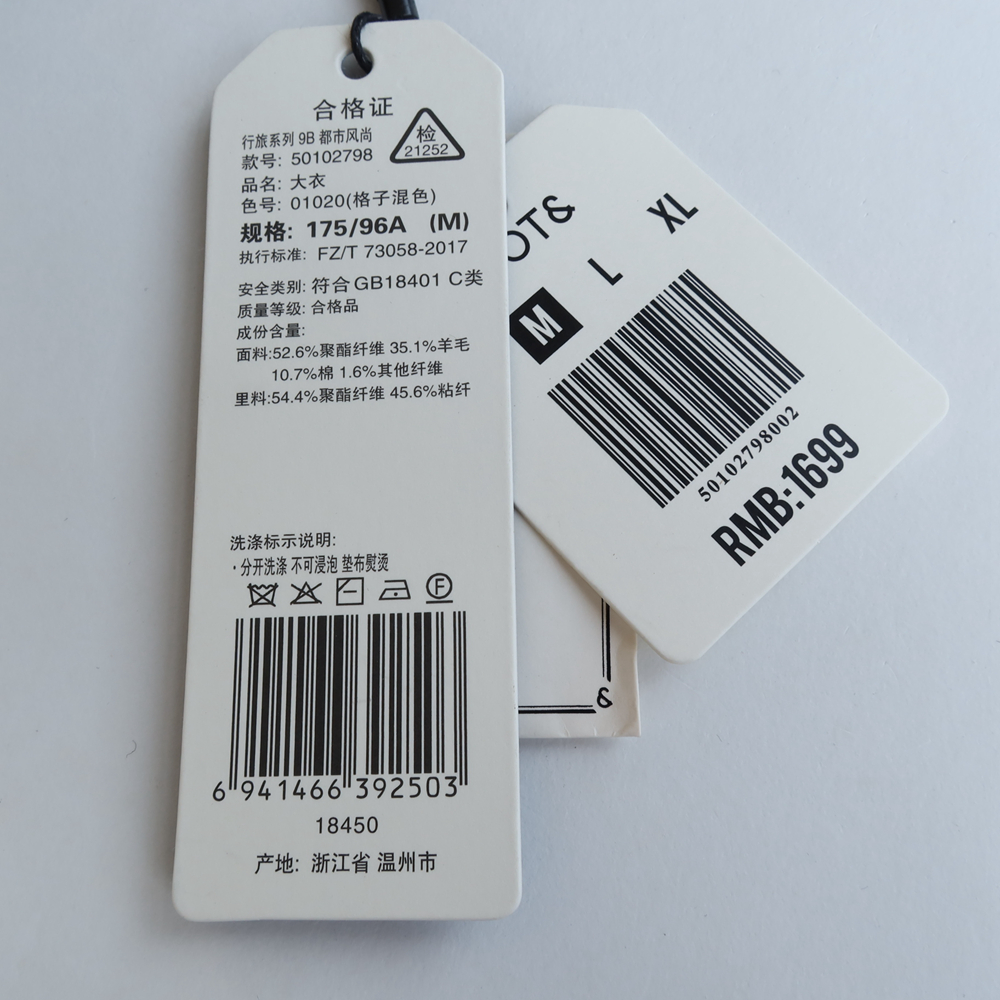 合格证
行旅系列 9B 都市风尚
检
21252
款号: 50102798
品名: 大衣
色号: 01020(格子混色)
规格: 175/96A (M)
执行标准: FZ/T 73058-2017
安全类别: 符合 GB18401 C类
质量等级: 合格品
成份含量:
面料:52.6%聚酯纤维 35.1%羊毛
10.7%棉 1.6%其他纤维
里料:54.4%聚酯纤维 45.6%粘纤
洗涤标示说明:
·分开洗涤 不可浸泡 垫布熨烫
F
6 941466 392503
18450
产地: 浙江省 温州市
OT&
M L XL
50102798002
RMB:1699
&